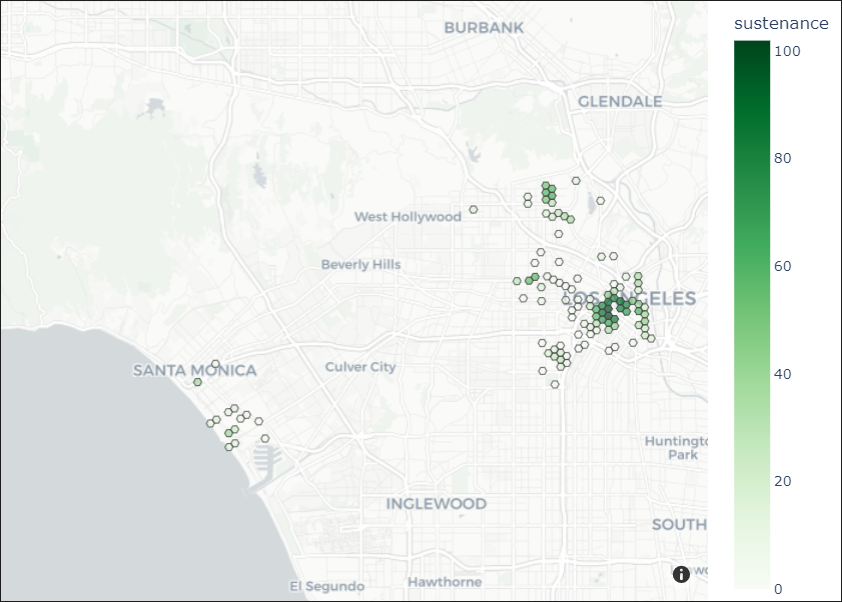 sustenance
BURBANK
100
GLENDALE
80
West Hollywood
Beverly Hills
60
LOS ANGELES
SANTA MONICA
Culver City
40
Huntingto
Park
20
INGLEWOOD
SOUTH
i
El Segundo
Hawthorne
0